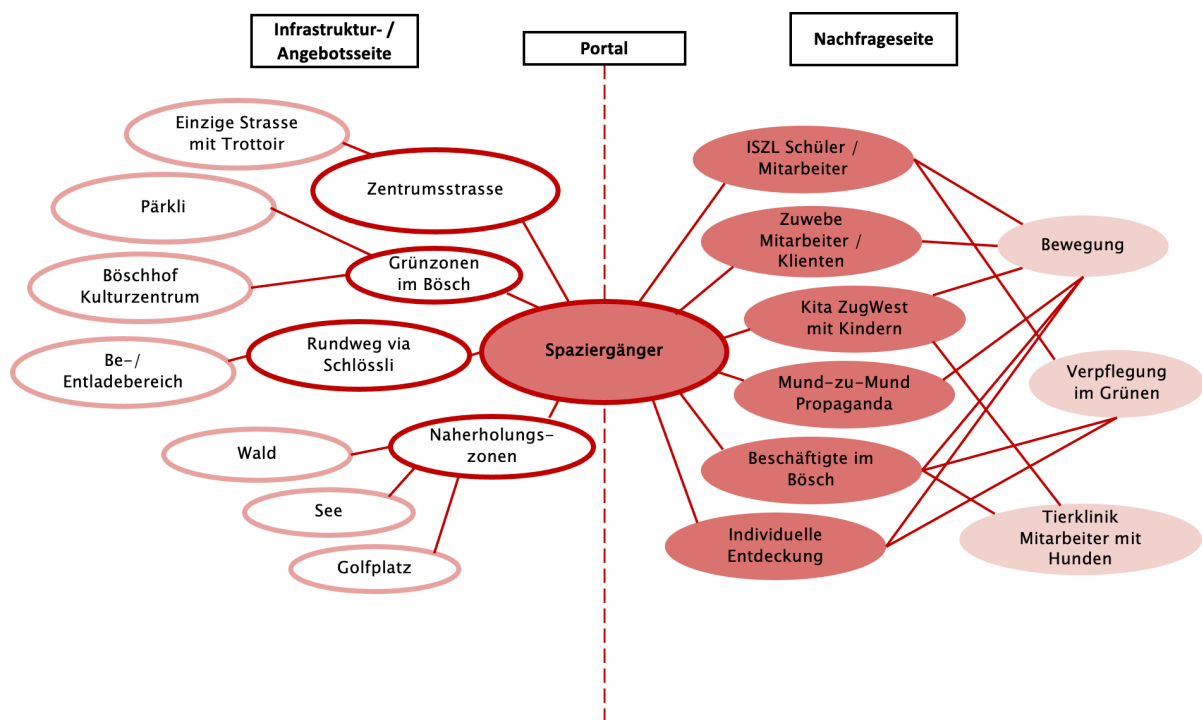 Infrastruktur- /
Angebotsseite
Portal
Nachfrageseite
Einzige Strasse
mit Trottoir
Zentrumsstrasse
Pärkli
Grünzonen
im Bösch
Böschhof
Kulturzentrum
Rundweg via
Schlössli
Be-/
Entladebereich
Naherholungs-
zonen
Wald
See
Golfplatz
Spaziergänger
ISZL Schüler /
Mitarbeiter
Zuwebe
Mitarbeiter /
Klienten
Kita ZugWest
mit Kindern
Mund-zu-Mund
Propaganda
Beschäftigte im
Bösch
Individuelle
Entdeckung
Bewegung
Verpflegung
im Grünen
Tierklinik
Mitarbeiter mit
Hunden